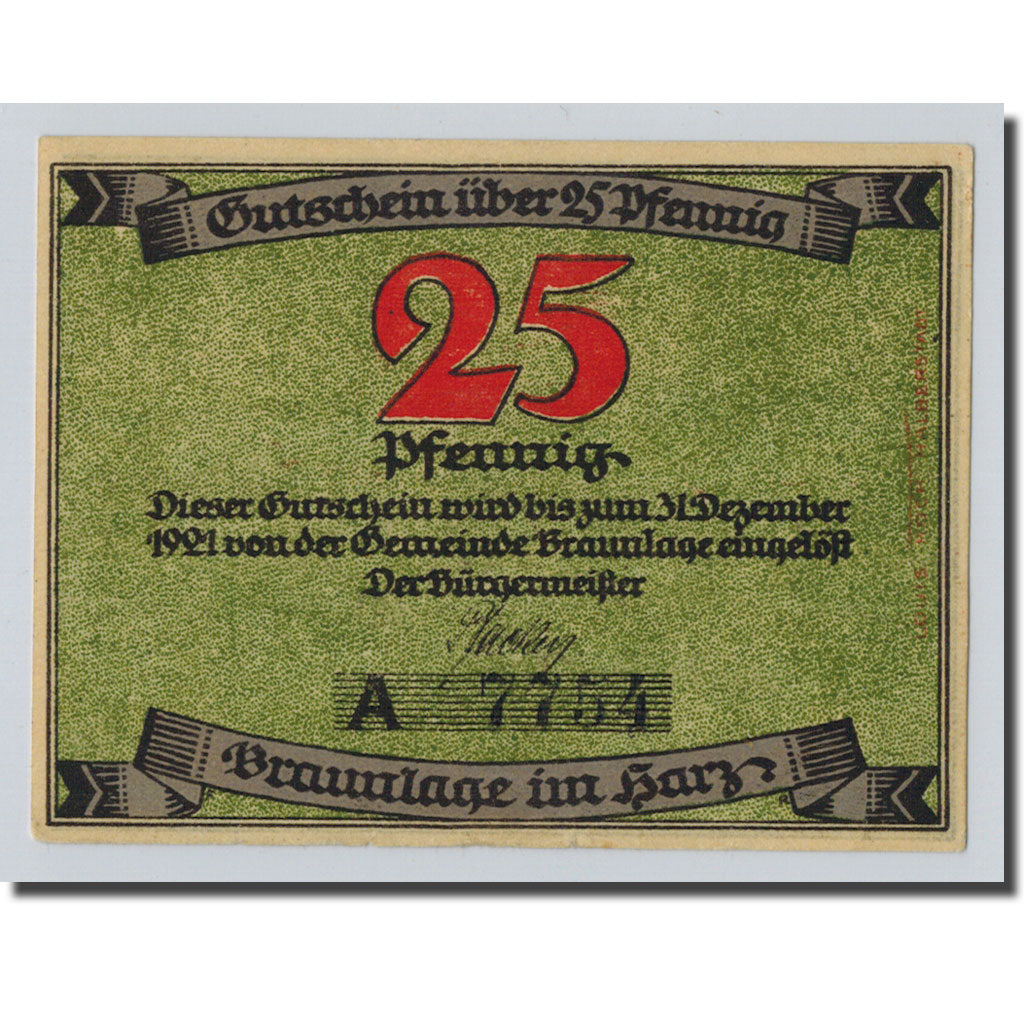 Gutschein über 25 Pfennig
25
Pfennig
Dieser Gutschein wird bis zum 31. Dezember
1921 von der Gemeinde Braunlage eingelöst
Der Bürgermeister
A 7754
Braunlage im Harz